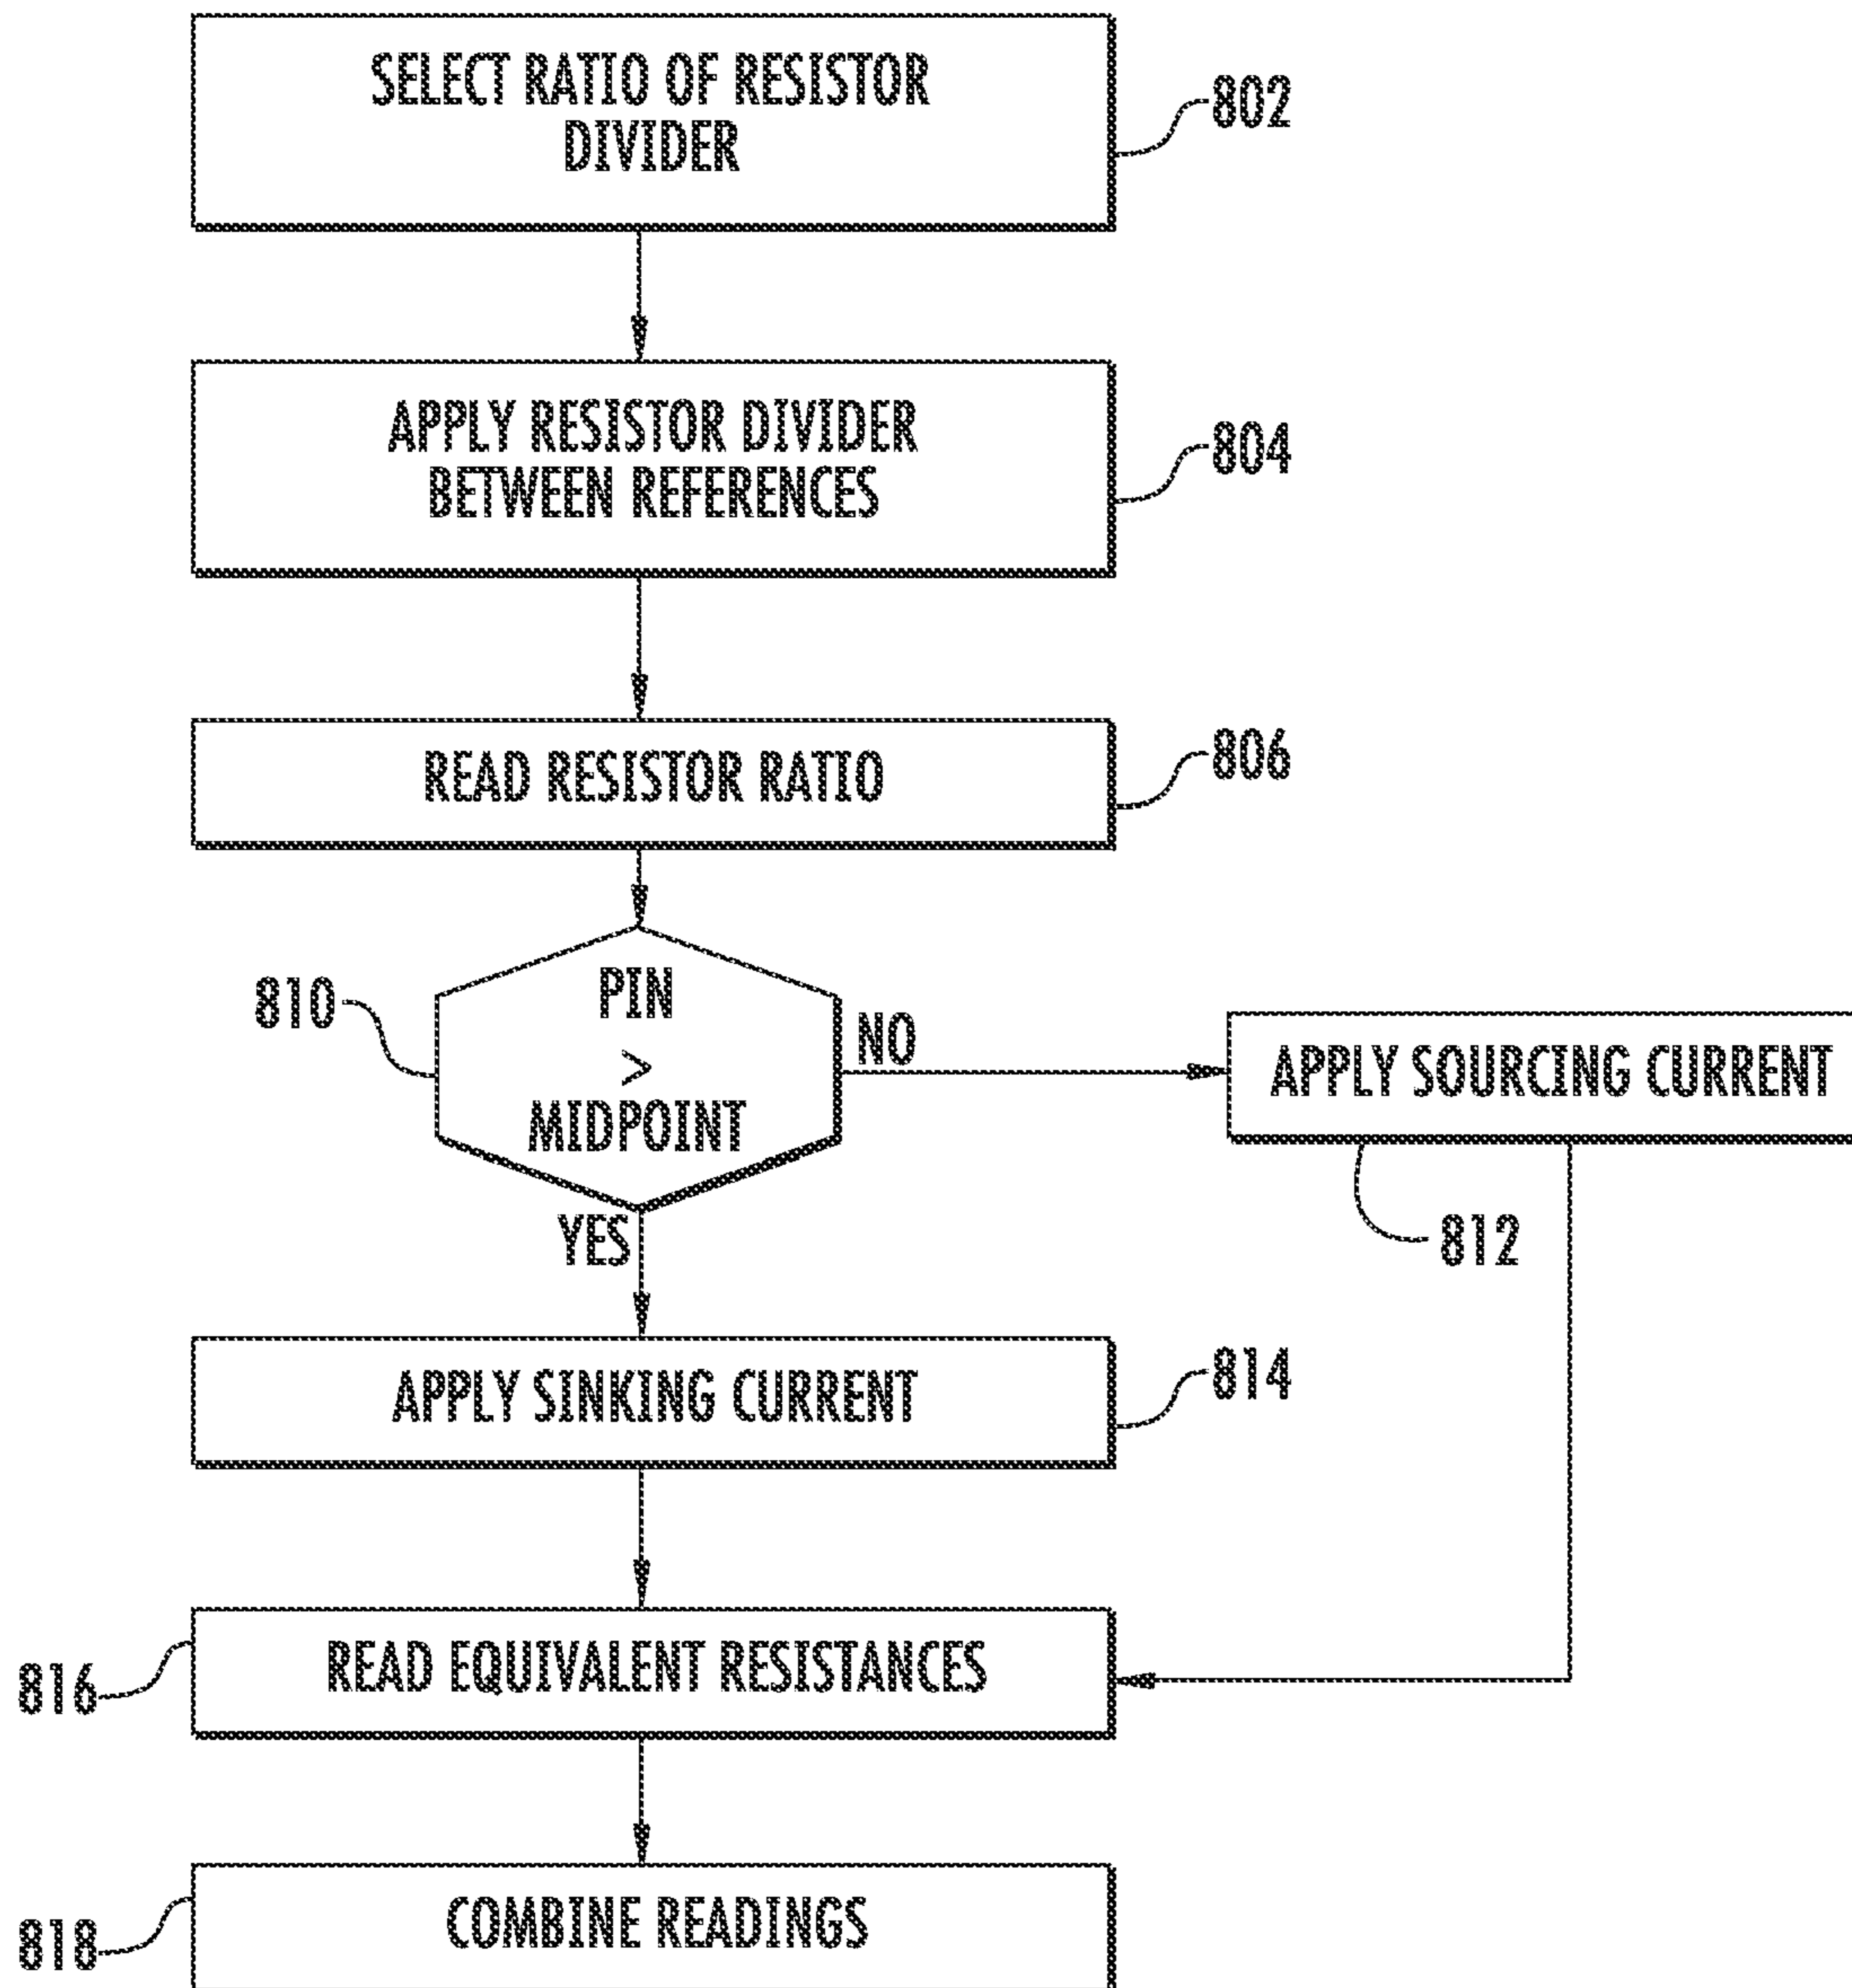 SELECT RATIO OF RESISTOR
DIVIDER
802
APPLY RESISTOR DIVIDER
BETWEEN REFERENCES
804
READ RESISTOR RATIO
806
810
PIN
>
MIDPOINT
NO
APPLY SOURCING CURRENT
812
YES
APPLY SINKING CURRENT
814
READ EQUIVALENT RESISTANCES
816
COMBINE READINGS
818